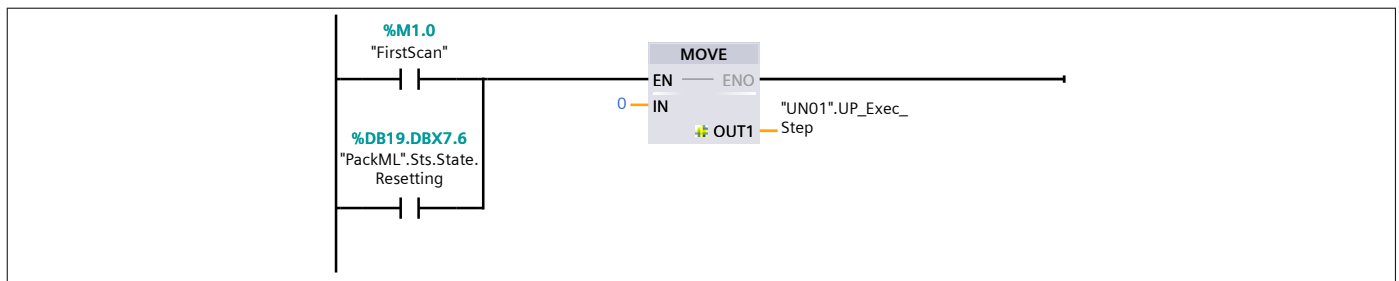 %M1.0
"FirstScan"
MOVE
EN
ENO
0
IN
OUT1
"UN01".UP_Exec_
Step
%DB19.DBX7.6
"PackML".Sts.State.
Resetting